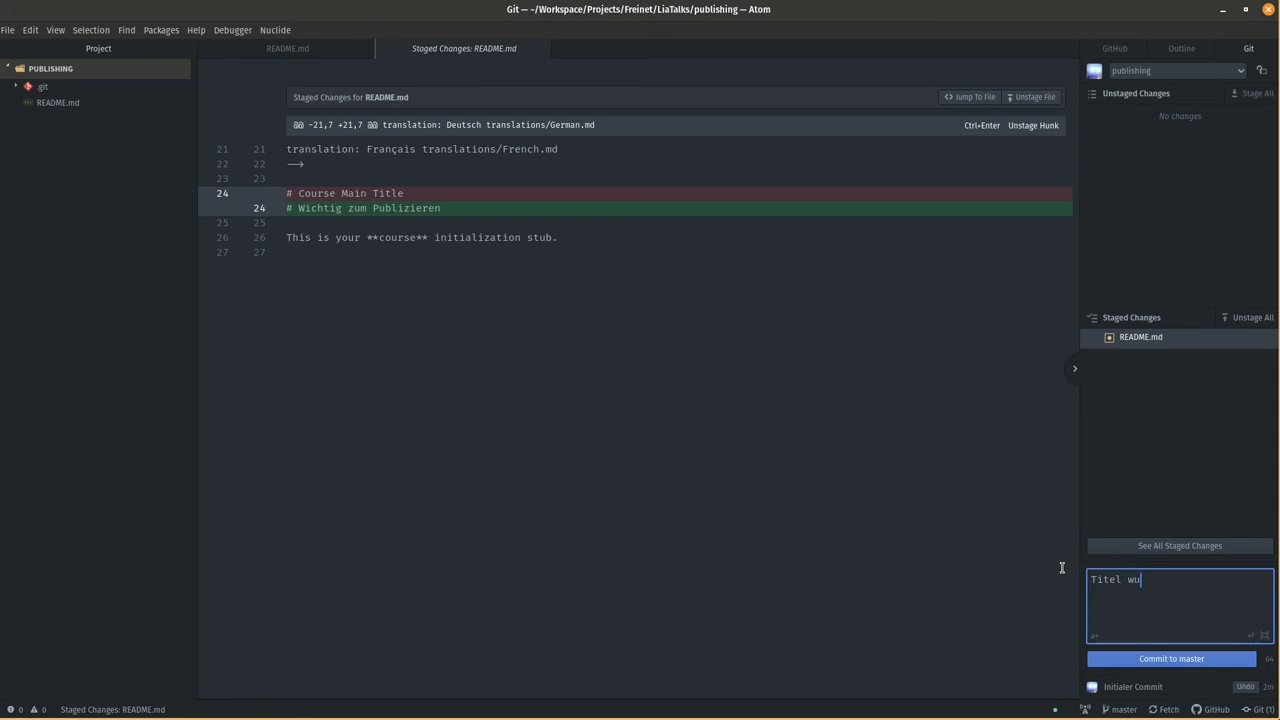 Git — ~/Workspace/Projects/Freinet/LiaTalks/publishing — Atom
File Edit View Selection Find Packages Help Debugger Nuclide
Project
README.md
Staged Changes: README.md
GitHub
Outline
Git
PUBLISHING
.git
README.md
Staged Changes for README.md
Jump To File
Unstage File
@@ -21,7 +21,7 @@ translation: Deutsch translations/German.md
Ctrl+Enter
Unstage Hunk
21 21 translation: Français translations/French.md
22 22 -->
23 23
24 # Course Main Title
24 # Wichtig zum Publizieren
25 25
26 26 This is your **course** initialization stub.
27 27
publishing
Unstaged Changes
Stage All
No changes
Staged Changes
Unstage All
README.md
See All Staged Changes
Titel wu
Commit to master
64
Initialer Commit
Undo
2m
0 0 Staged Changes: README.md
master
Fetch
GitHub
Git (1)